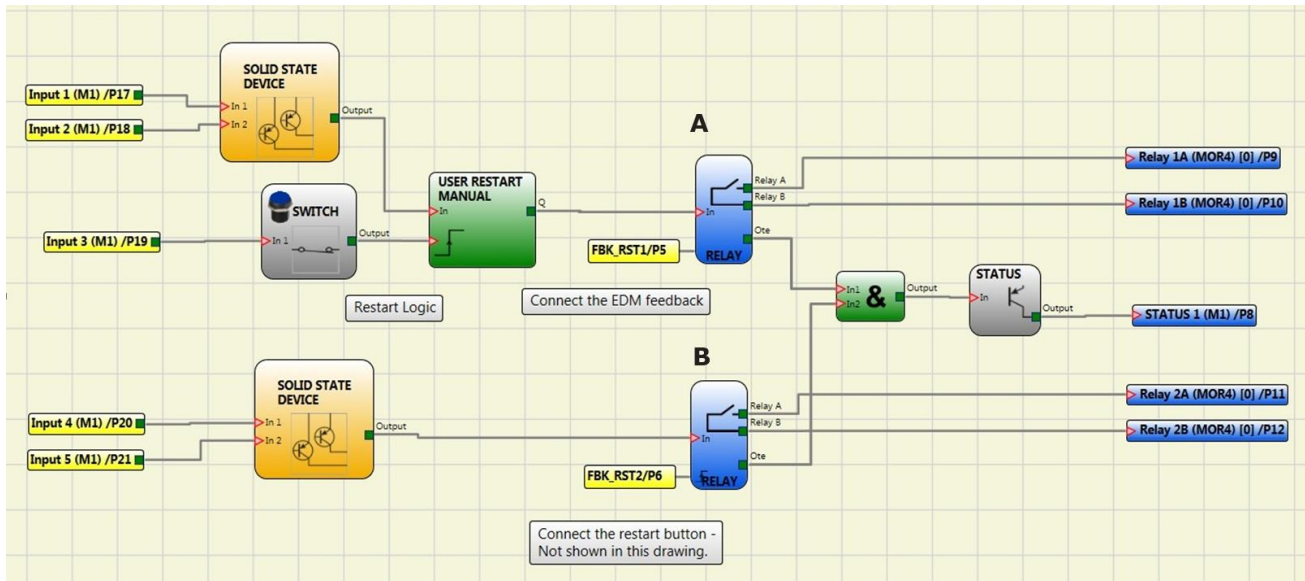 SOLID STATE
DEVICE
Input 1 (M1) /P17
In 1
Output
Input 2 (M1) /P18
In 2
A
Relay 1A (MOR4) [0] /P9
USER RESTART
MANUAL
Relay A
Relay B
Q
Relay 1B (MOR4) [0] /P10
SWITCH
In
In
Output
Ote
Input 3 (M1) /P19
In 1
FBK_RST1/P5
RELAY
STATUS
Restart Logic
Connect the EDM feedback
In1
&
Output
In2
In
Output
STATUS 1 (M1) /P8
B
SOLID STATE
DEVICE
Relay 2A (MOR4) [0] /P11
Relay A
Input 4 (M1) /P20
In 1
Output
Relay B
Relay 2B (MOR4) [0] /P12
In 2
In
Input 5 (M1) /P21
Ote
FBK_RST2/P6
RELAY
Connect the restart button -
Not shown in this drawing.